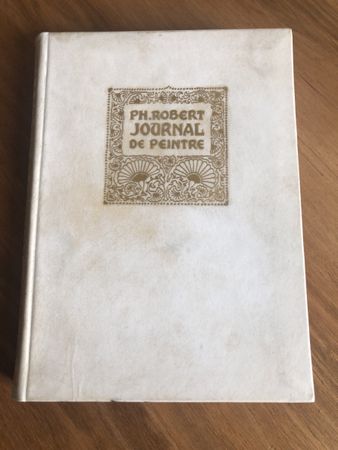 PH. ROBERT
JOURNAL
DE PEINTRE